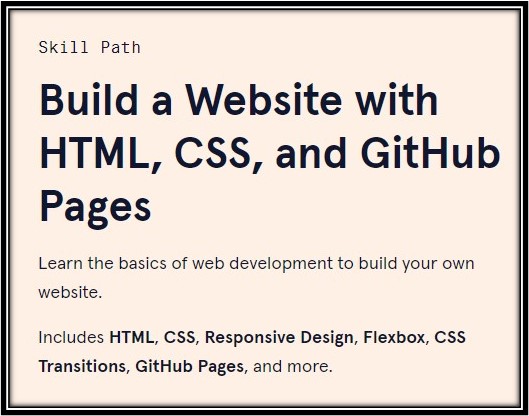 Skill Path
Build a Website with
HTML, CSS, and GitHub
Pages
Learn the basics of web development to build your own
website.
Includes HTML, CSS, Responsive Design, Flexbox, CSS
Transitions, GitHub Pages, and more.